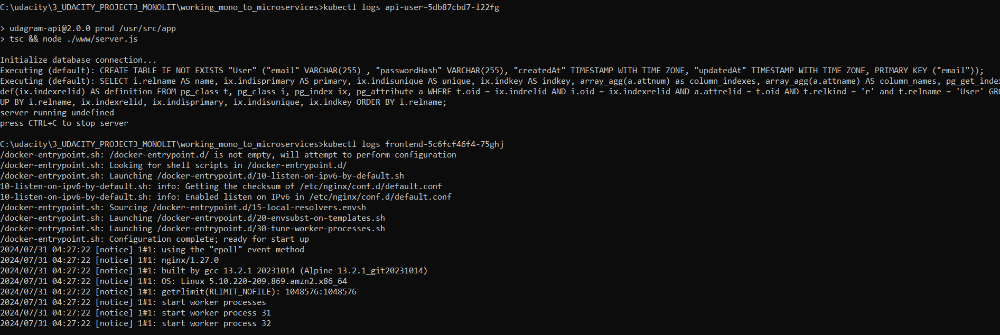 C:\udacity\3_UDACITY_PROJECT3_MONOLIT\working_mono_to_microservices>kubectl logs api-user-5db87cbd7-l22fg
> udagram-api@2.0.0 prod /usr/src/app
> tsc && node ./www/server.js
Initialize database connection...
Executing (default): CREATE TABLE IF NOT EXISTS "User" ("email" VARCHAR(255) , "passwordHash" VARCHAR(255), "createdAt" TIMESTAMP WITH TIME ZONE, "updatedAt" TIMESTAMP WITH TIME ZONE, PRIMARY KEY ("email"));
Executing (default): SELECT i.relname AS name, ix.indisprimary AS primary, ix.indisunique AS unique, ix.indkey AS indkey, array_agg(a.attnum) as column_indexes, array_agg(a.attname) AS column_names, pg_get_index
def(ix.indexrelid) AS definition FROM pg_class t, pg_class i, pg_index ix, pg_attribute a WHERE t.oid = ix.indrelid AND i.oid = ix.indexrelid AND a.attrelid = t.oid AND t.relkind = 'r' and t.relname = 'User' GRO
UP BY i.relname, ix.indexrelid, ix.indisprimary, ix.indisunique, ix.indkey ORDER BY i.relname;
server running undefined
press CTRL+C to stop server
C:\udacity\3_UDACITY_PROJECT3_MONOLIT\working_mono_to_microservices>kubectl logs frontend-5c6fcf46f4-75ghj
/docker-entrypoint.sh: /docker-entrypoint.d/ is not empty, will attempt to perform configuration
/docker-entrypoint.sh: Looking for shell scripts in /docker-entrypoint.d/
/docker-entrypoint.sh: Launching /docker-entrypoint.d/10-listen-on-ipv6-by-default.sh
10-listen-on-ipv6-by-default.sh: info: Getting the checksum of /etc/nginx/conf.d/default.conf
10-listen-on-ipv6-by-default.sh: info: Enabled listen on IPv6 in /etc/nginx/conf.d/default.conf
/docker-entrypoint.sh: Sourcing /docker-entrypoint.d/15-local-resolvers.envsh
/docker-entrypoint.sh: Launching /docker-entrypoint.d/20-envsubst-on-templates.sh
/docker-entrypoint.sh: Launching /docker-entrypoint.d/30-tune-worker-processes.sh
/docker-entrypoint.sh: Configuration complete; ready for start up
2024/07/31 04:27:22 [notice] 1#1: using the "epoll" event method
2024/07/31 04:27:22 [notice] 1#1: nginx/1.27.0
2024/07/31 04:27:22 [notice] 1#1: built by gcc 13.2.1 20231014 (Alpine 13.2.1_git20231014)
2024/07/31 04:27:22 [notice] 1#1: OS: Linux 5.10.220-209.869.amzn2.x86_64
2024/07/31 04:27:22 [notice] 1#1: getrlimit(RLIMIT_NOFILE): 1048576:1048576
2024/07/31 04:27:22 [notice] 1#1: start worker processes
2024/07/31 04:27:22 [notice] 1#1: start worker process 31
2024/07/31 04:27:22 [notice] 1#1: start worker process 32